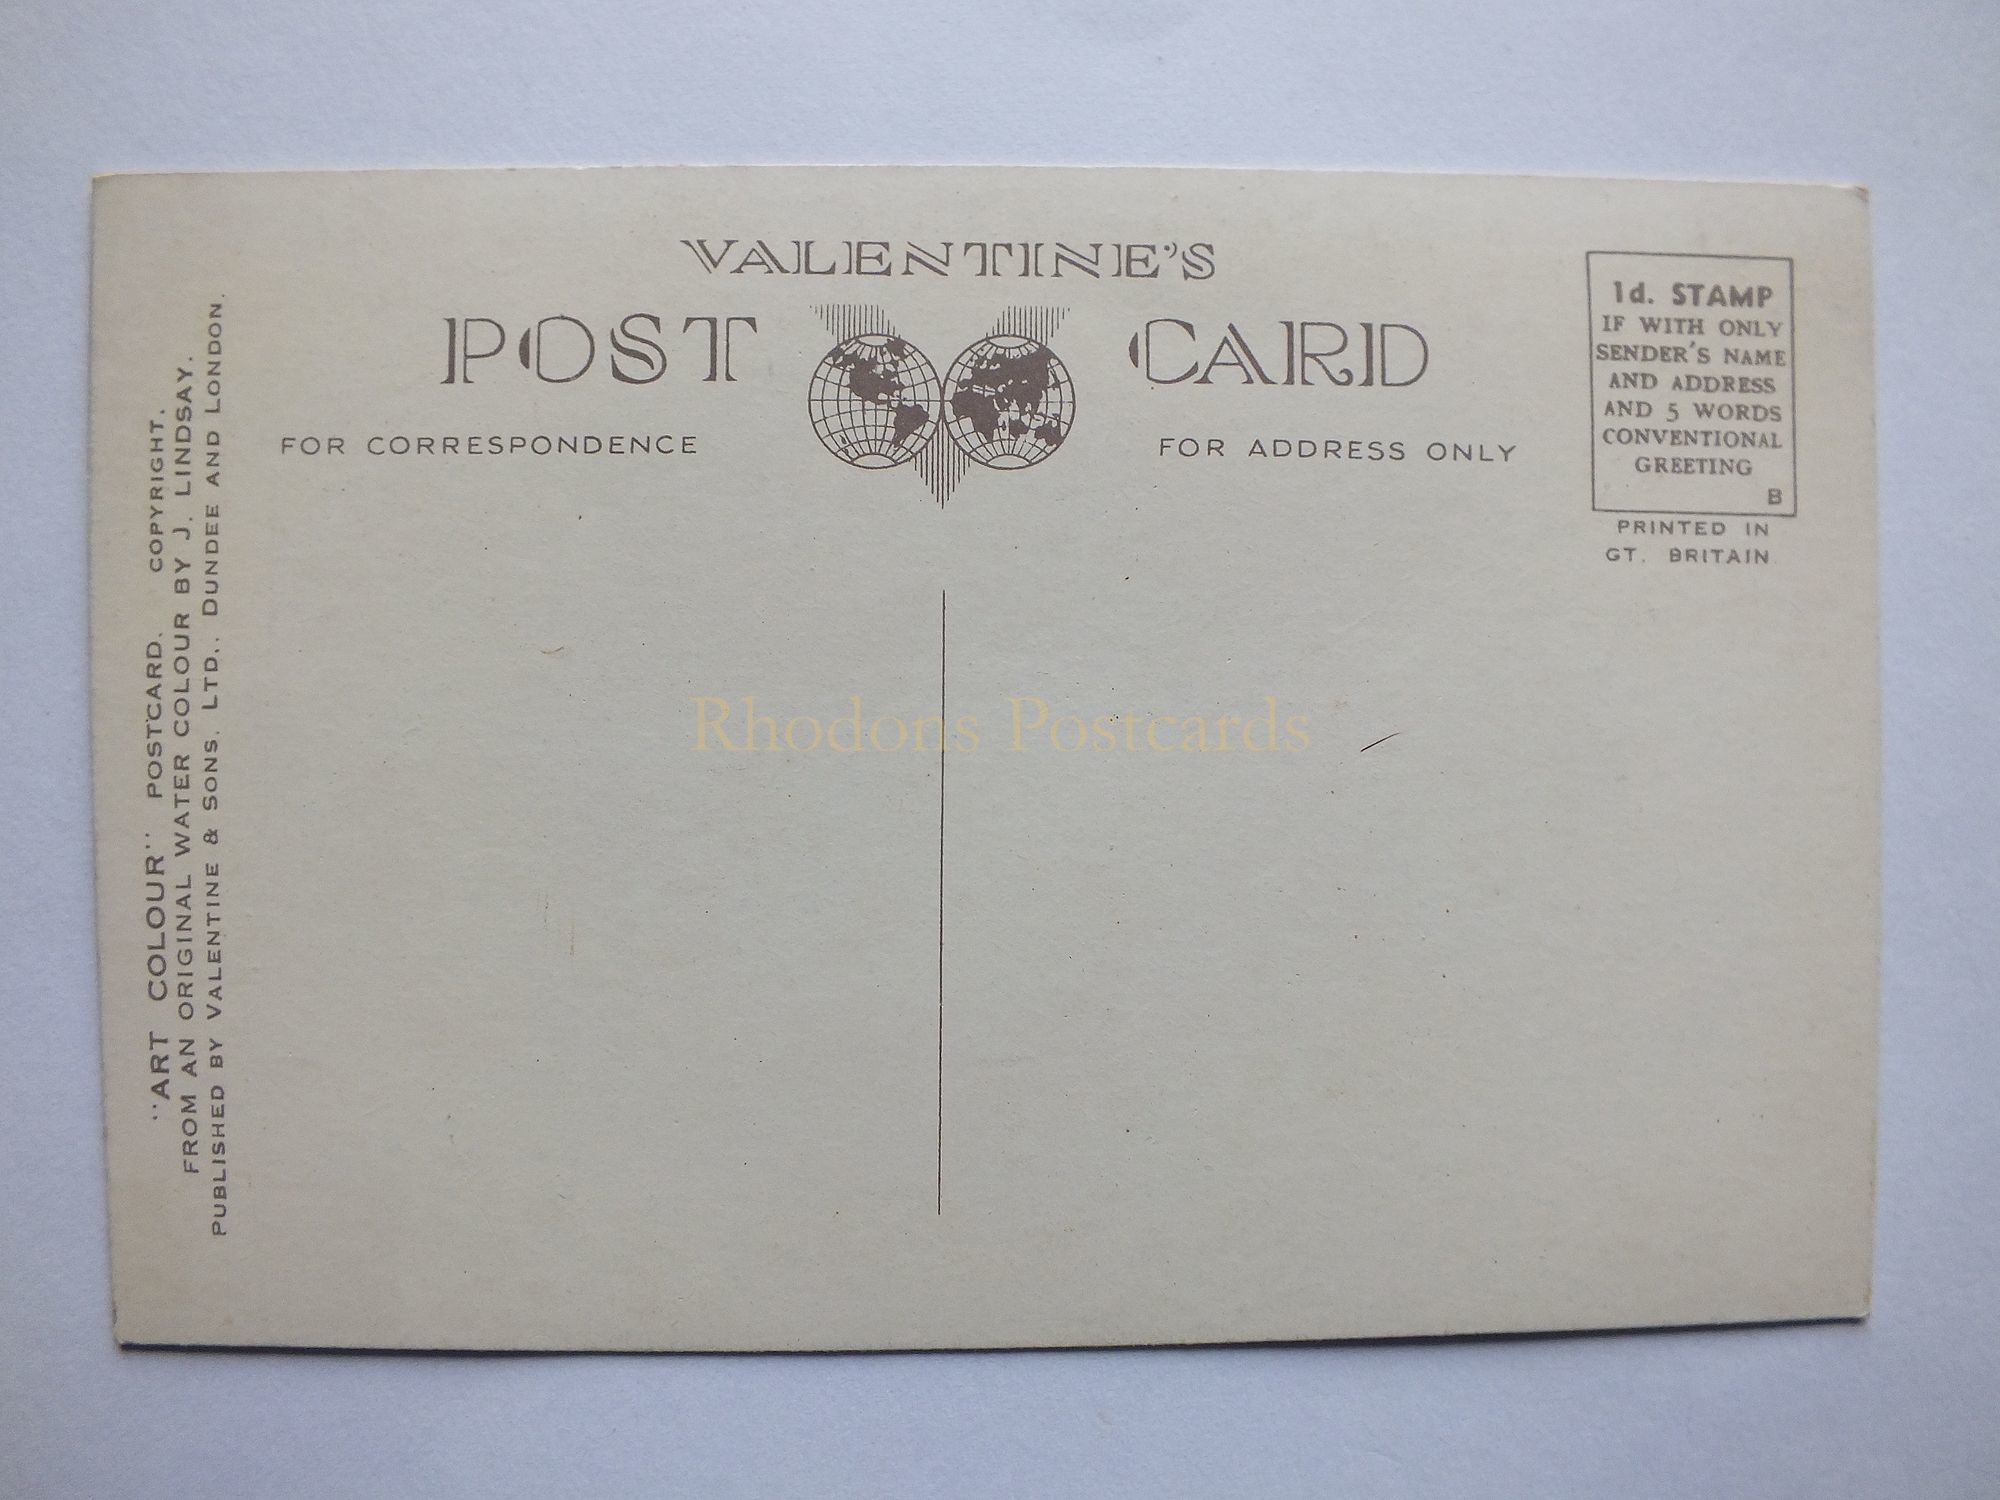 VALENTINE'S
POST CARD
FOR CORRESPONDENCE
FOR ADDRESS ONLY
1d. STAMP
IF WITH ONLY
SENDER'S NAME
AND ADDRESS
AND 5 WORDS
CONVENTIONAL
GREETING
B
PRINTED IN
GT. BRITAIN
"ART COLOUR" POSTCARD. COPYRIGHT.
FROM AN ORIGINAL WATER COLOUR BY J. LINDSAY.
PUBLISHED BY VALENTINE & SONS, LTD., DUNDEE AND LONDON.
Rhodons Postcards